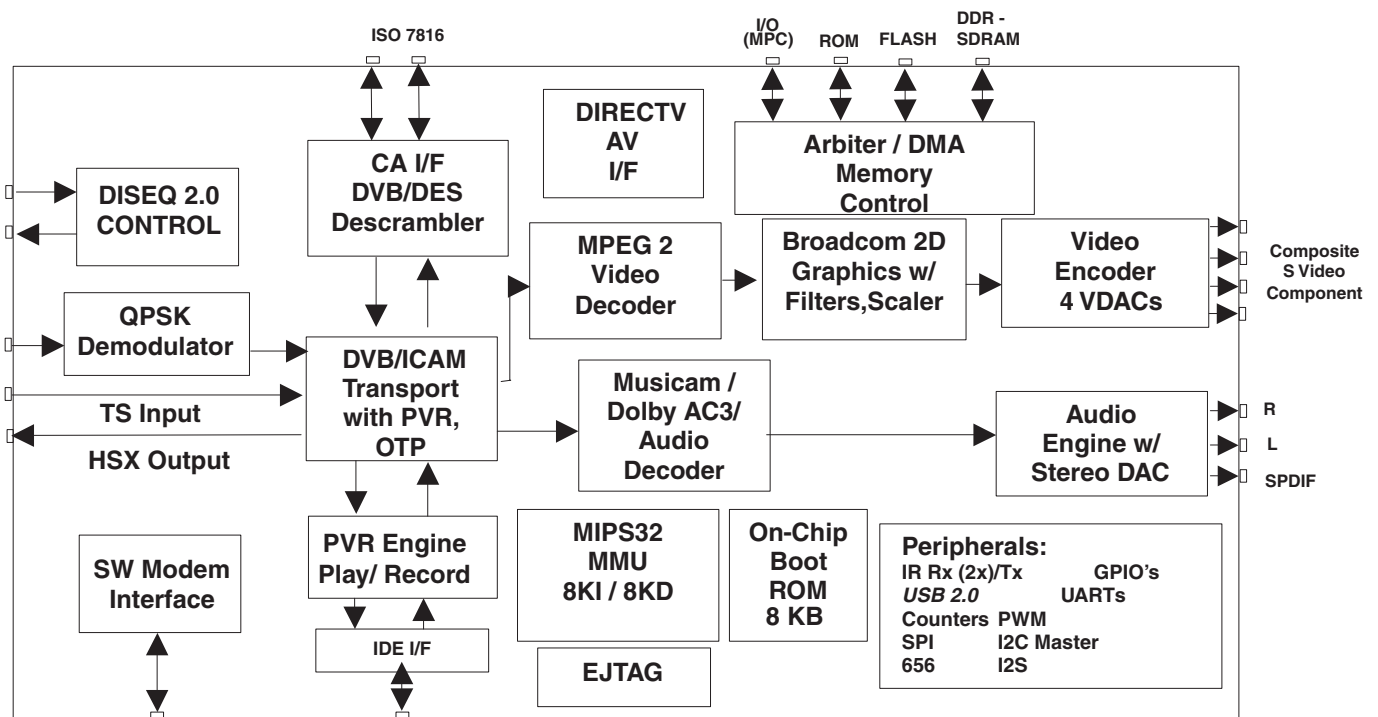 ISO 7816
I/O
(MPC)
ROM
FLASH
DDR -
SDRAM
DIRECTV
AV
I/F
Arbiter / DMA
Memory
Control
CA I/F
DVB/DES
Descrambler
DISEQ 2.0
CONTROL
MPEG 2
Video
Decoder
Broadcom 2D
Graphics w/
Filters,Scaler
Video
Encoder
4 VDACs
Composite
S Video
Component
QPSK
Demodulator
DVB/ICAM
Transport
with PVR,
OTP
TS Input
HSX Output
Musicam /
Dolby AC3/
Audio
Decoder
Audio
Engine w/
Stereo DAC
R
L
SPDIF
SW Modem
Interface
PVR Engine
Play/ Record
IDE I/F
MIPS32
MMU
8KI / 8KD
EJTAG
On-Chip
Boot
ROM
8 KB
Peripherals:
IR Rx (2x)/Tx GPIO's
USB 2.0 UARTs
Counters PWM
SPI I2C Master
656 I2S